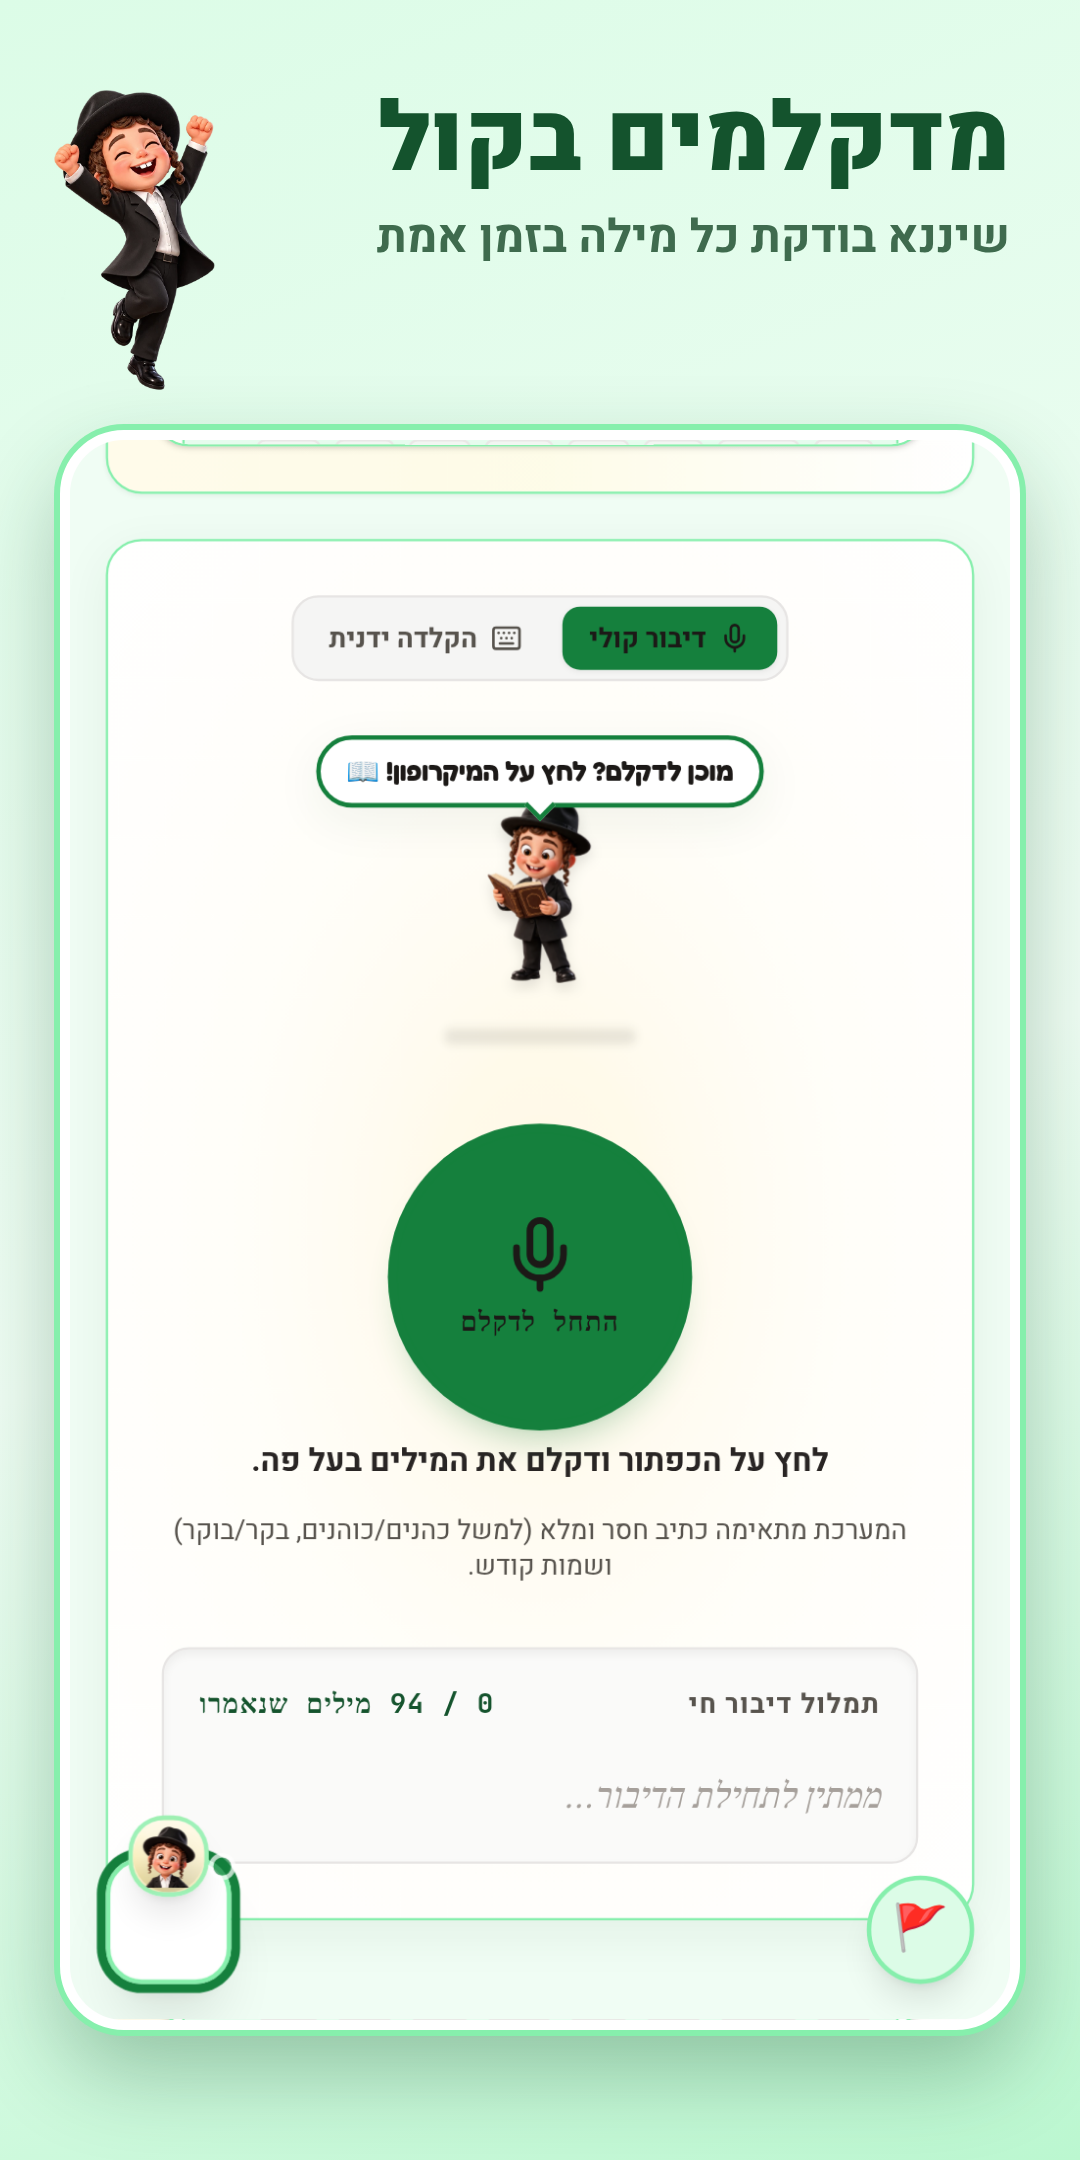 מדקלמים בקול
שיננא בודקת כל מילה בזמן אמת
דיבור קולי
הקלדה ידנית
מוכן לדקלם? לחץ על המיקרופון! 📖
התחל לדקלם
לחץ על הכפתור ודקלם את המילים בעל פה.
המערכת מתאימה כתיב חסר ומלא (למשל כהנים/כוהנים, בקר/בוקר)
ושמות קודש.
תמלול דיבור חי
0 / 94 מילים שנאמרו
ממתין לתחילת הדיבור...